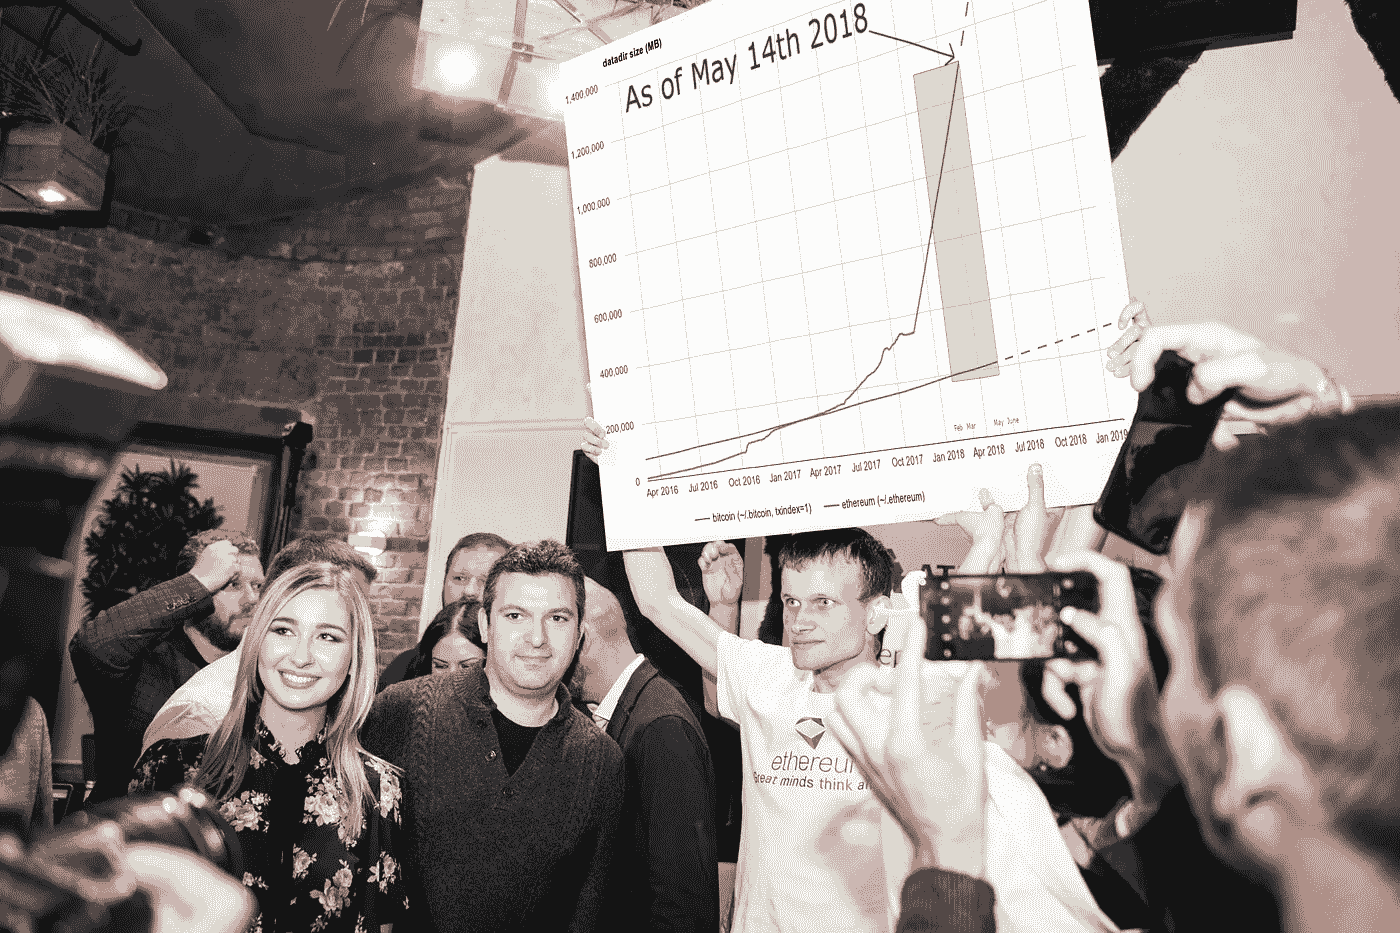 datadir size (MB)
As of May 14th 2018
1,400,000
1,200,000
1,000,000
800,000
600,000
400,000
200,000
0
Feb Mar May June
Apr 2016 Jul 2016 Oct 2016 Jan 2017 Apr 2017 Jul 2017 Oct 2017 Jan 2018 Apr 2018 Jul 2018 Oct 2018 Jan 2019
bitcoin (~/.bitcoin, txindex=1) ethereum (~/.ethereum)
ethereu
Great minds think a